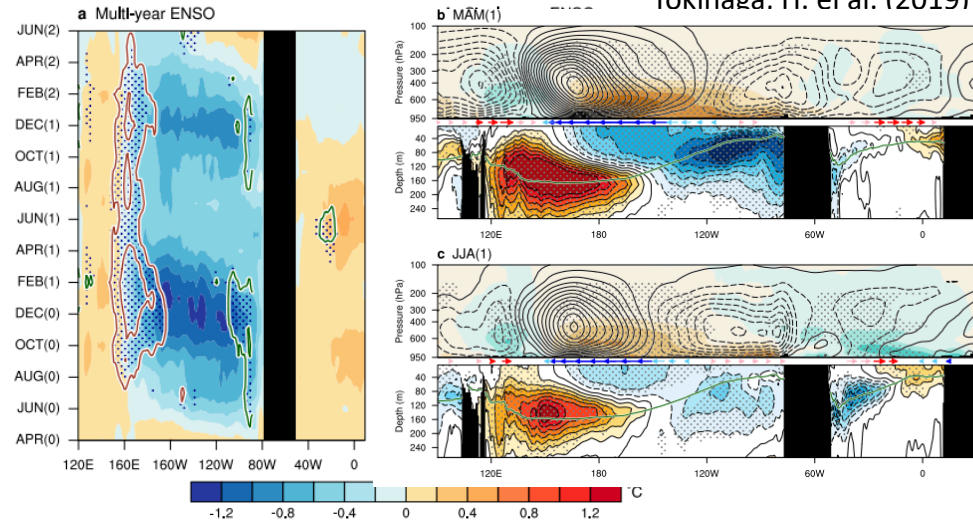 Tokinaga. H. et al. (2019)
a Multi-year ENSO
JUN(2)
APR(2)
FEB(2)
DEC(1)
OCT(1)
AUG(1)
JUN(1)
APR(1)
FEB(1)
DEC(0)
OCT(0)
AUG(0)
JUN(0)
APR(0)
120E 160E 160W 120W 80W 40W 0
b MAM(1) ENSO
Pressure (hPa)
100
200
300
400
600
950
Depth (m)
40
80
120
160
240
120E 180 120W 60W 0
c JJA(1)
Pressure (hPa)
100
200
300
400
600
950
Depth (m)
40
80
120
160
240
120E 180 120W 60W 0
-1.2 -0.8 -0.4 0 0.4 0.8 1.2
°C